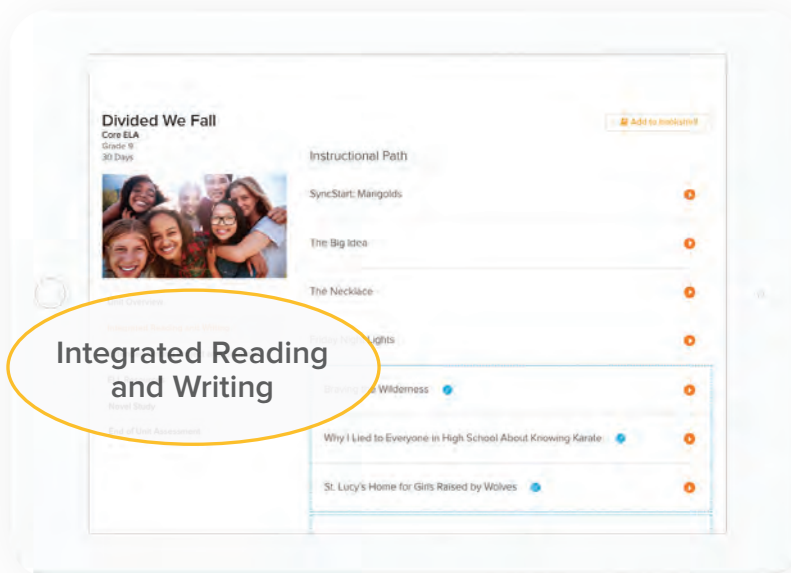 Divided We Fall
Core ELA
Grade 9
30 Days
Add to bookshelf
Instructional Path
SyncStart: Marigolds
The Big Idea
The Necklace
Lights
Wilderness
Why I Lied to Everyone in High School About Knowing Karate
St. Lucy's Home for Girls Raised by Wolves
Integrated Reading
and Writing
Novel Study
End of Unit Assessment